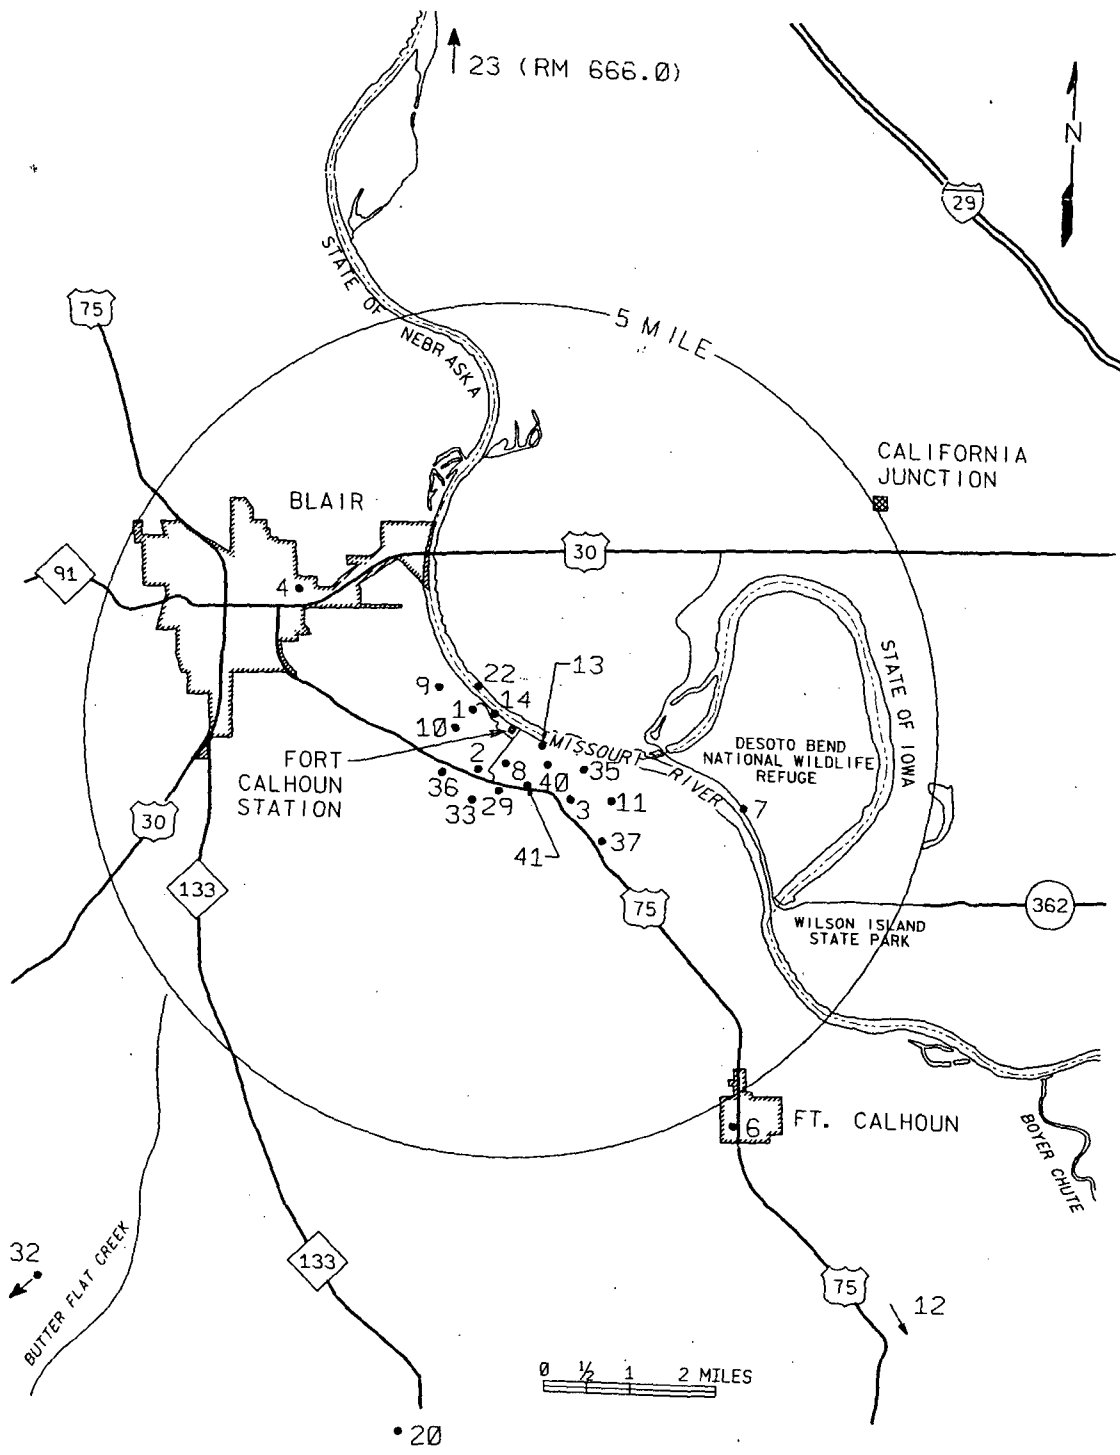 23 (RM 666.0)
N
29
STATE OF NEBRASKA
75
5 MILE
CALIFORNIA
JUNCTION
BLAIR
30
91
4
13
STATE OF IOWA
9
22
1
14
10
MISSOURI RIVER
DESOTO BEND
NATIONAL WILDLIFE
REFUGE
FORT
CALHOUN
STATION
2
8
40
35
36
33
29
3
11
7
30
37
41
133
75
362
WILSON ISLAND
STATE PARK
6
FT. CALHOUN
BOYER CHUTE
BUTTER FLAT CREEK
32
133
75
12
0 ½ 1 2 MILES
20